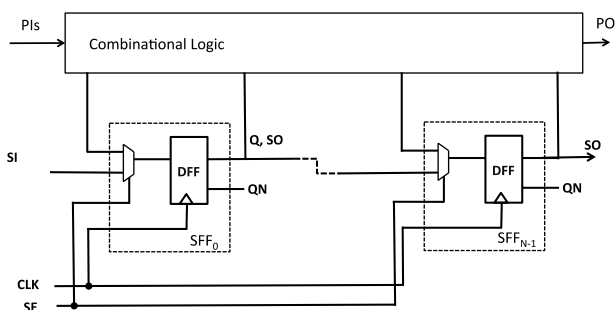 PIs
Combinational Logic
PO
Q, SO
SI
DFF
QN
SFF0
DFF
SO
QN
SFFN-1
CLK
SE